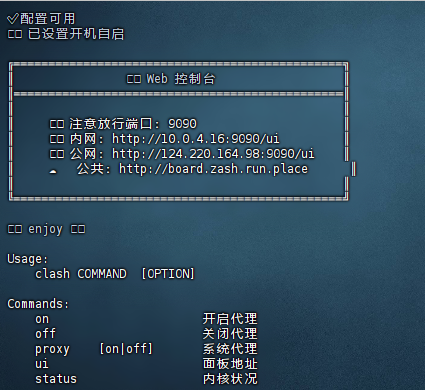 ✔配置可用
已设置开机自启
Web 控制台
注意放行端口: 9090
内网: http://10.0.4.16:9090/ui
公网: http://124.220.164.98:9090/ui
☁ 公共: http://board.zash.run.place
enjoy
Usage:
clash COMMAND [OPTION]
Commands:
on 开启代理
off 关闭代理
proxy [on|off] 系统代理
ui 面板地址
status 内核状况